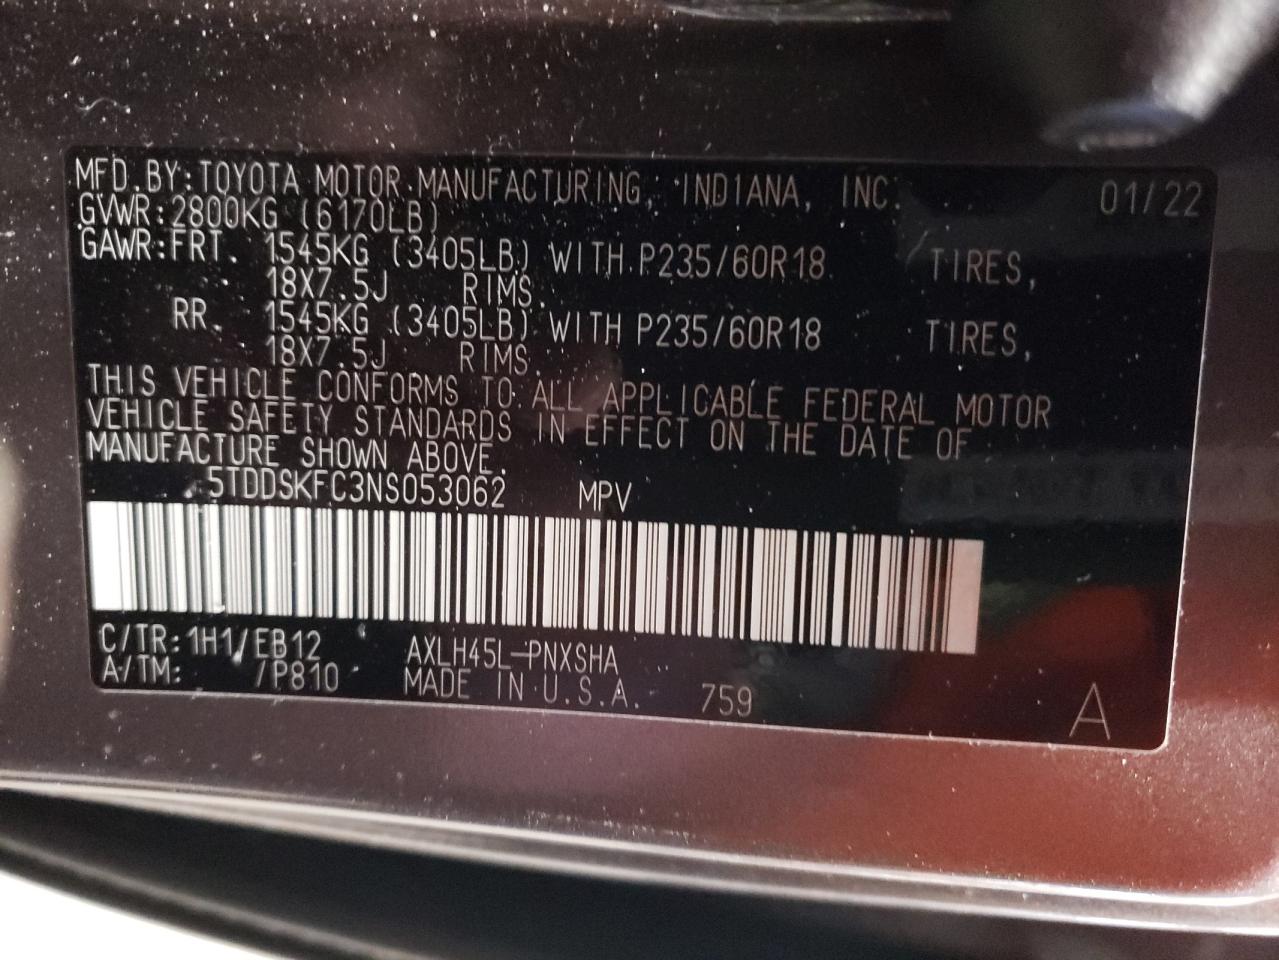 MFD.BY:TOYOTA MOTOR MANUFACTURING, INDIANA, INC. 01/22
GVWR:2800KG (6170LB)
GAWR:FRT. 1545KG (3405LB) WITH P235/60R18 TIRES,
18X7.5J RIMS.
RR. 1545KG (3405LB) WITH P235/60R18 TIRES,
18X7.5J RIMS.
THIS VEHICLE CONFORMS TO ALL APPLICABLE FEDERAL MOTOR
VEHICLE SAFETY STANDARDS IN EFFECT ON THE DATE OF
MANUFACTURE SHOWN ABOVE.
5TDDSKFC3NS053062 MPV
C/TR:1H1/EB12 AXLH45L-PNXSHA
A/TM: /P810 MADE IN U.S.A. 759 A